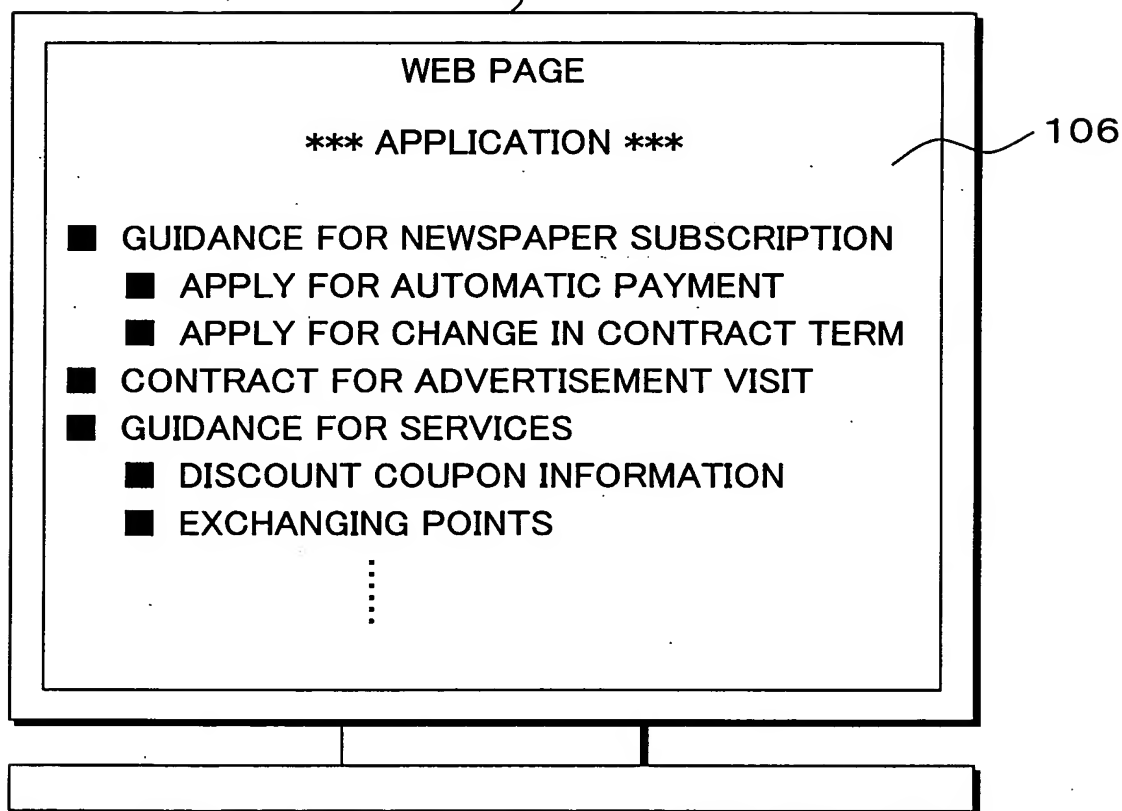 WEB PAGE
*** APPLICATION ***
106
■ GUIDANCE FOR NEWSPAPER SUBSCRIPTION
■ APPLY FOR AUTOMATIC PAYMENT
■ APPLY FOR CHANGE IN CONTRACT TERM
■ CONTRACT FOR ADVERTISEMENT VISIT
■ GUIDANCE FOR SERVICES
■ DISCOUNT COUPON INFORMATION
■ EXCHANGING POINTS